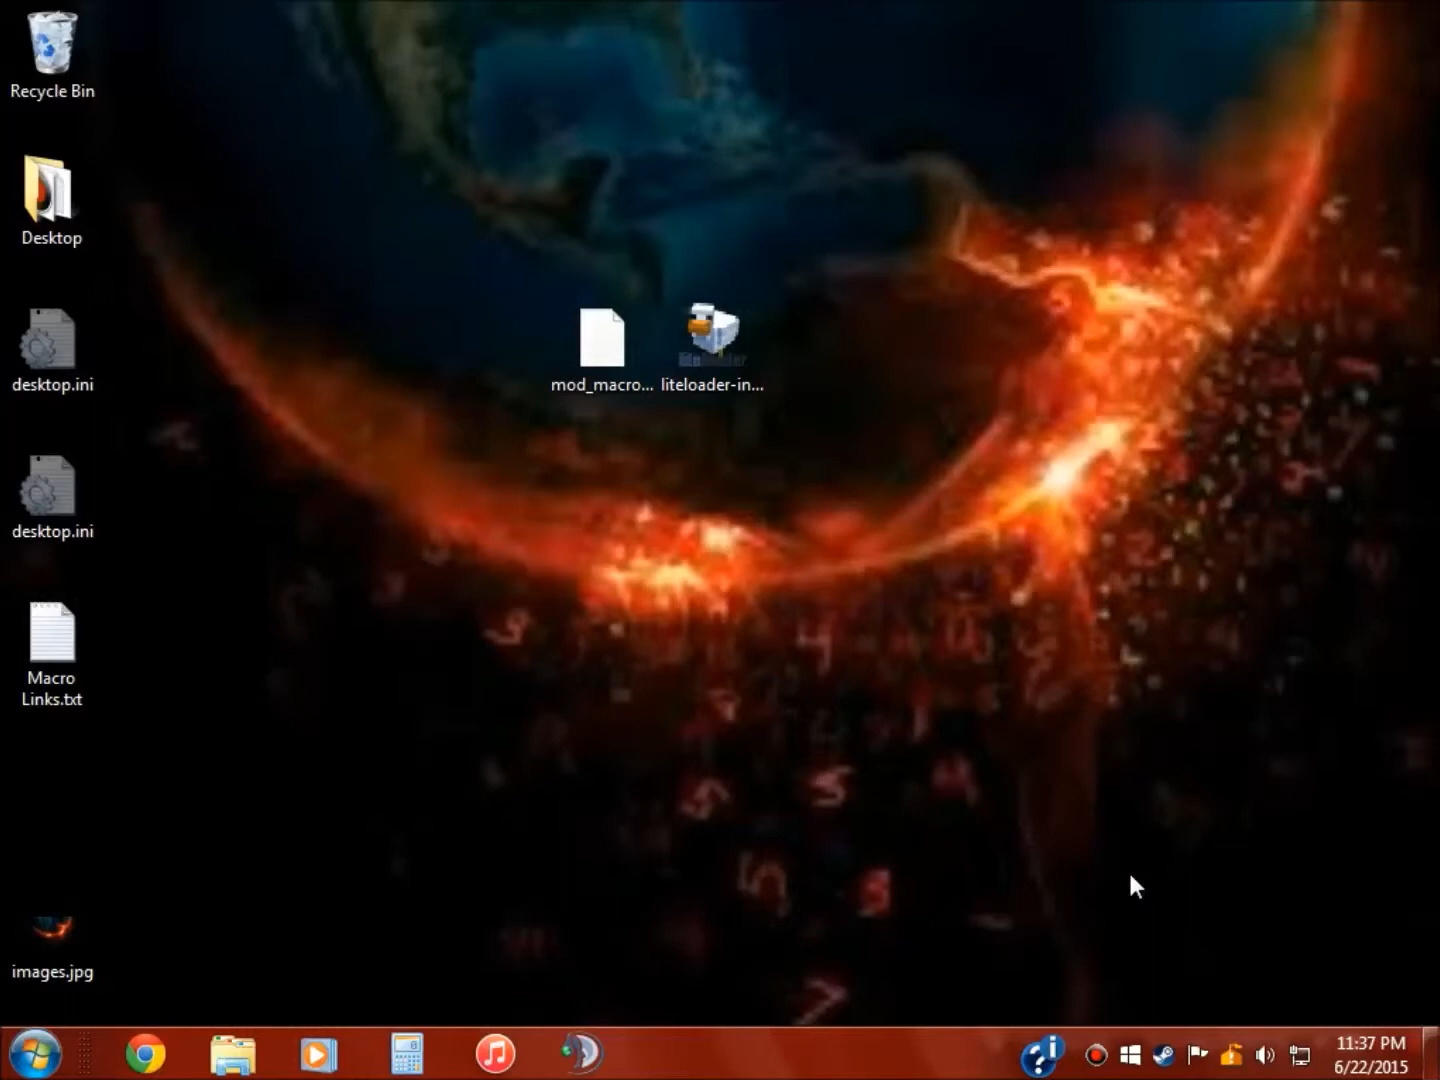 Recycle Bin
Desktop
desktop.ini
mod_macro...
liteloader-in...
desktop.ini
Macro
Links.txt
images.jpg
11:37 PM
6/22/2015